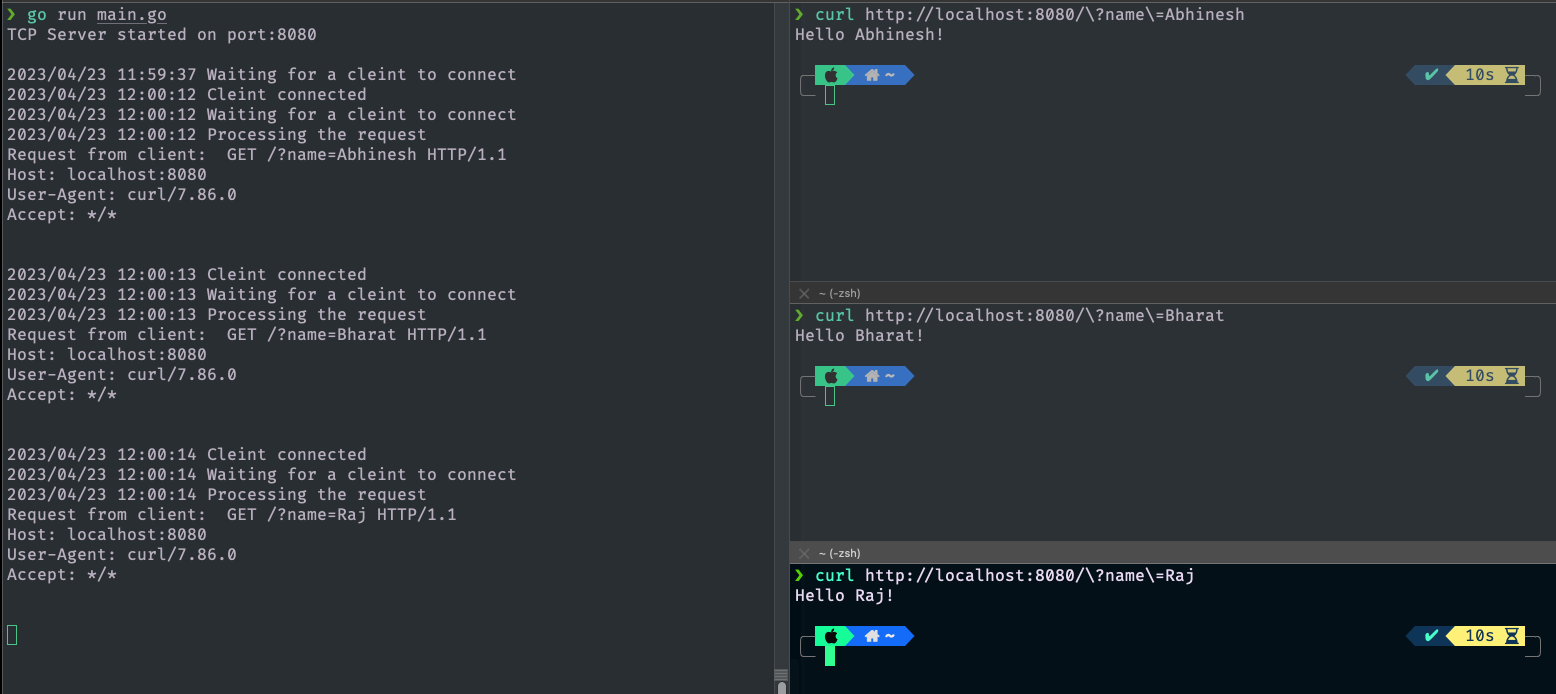 ❯ go run main.go
TCP Server started on port:8080
2023/04/23 11:59:37 Waiting for a cleint to connect
2023/04/23 12:00:12 Cleint connected
2023/04/23 12:00:12 Waiting for a cleint to connect
2023/04/23 12:00:12 Processing the request
Request from client:  GET /?name=Abhinesh HTTP/1.1
Host: localhost:8080
User-Agent: curl/7.86.0
Accept: */*
2023/04/23 12:00:13 Cleint connected
2023/04/23 12:00:13 Waiting for a cleint to connect
2023/04/23 12:00:13 Processing the request
Request from client:  GET /?name=Bharat HTTP/1.1
Host: localhost:8080
User-Agent: curl/7.86.0
Accept: */*
2023/04/23 12:00:14 Cleint connected
2023/04/23 12:00:14 Waiting for a cleint to connect
2023/04/23 12:00:14 Processing the request
Request from client:  GET /?name=Raj HTTP/1.1
Host: localhost:8080
User-Agent: curl/7.86.0
Accept: */*
❯ curl http://localhost:8080/\?name\=Abhinesh
Hello Abhinesh!
~ ✔ 10s
~ (-zsh)
❯ curl http://localhost:8080/\?name\=Bharat
Hello Bharat!
~ ✔ 10s
~ (-zsh)
❯ curl http://localhost:8080/\?name\=Raj
Hello Raj!
~ ✔ 10s